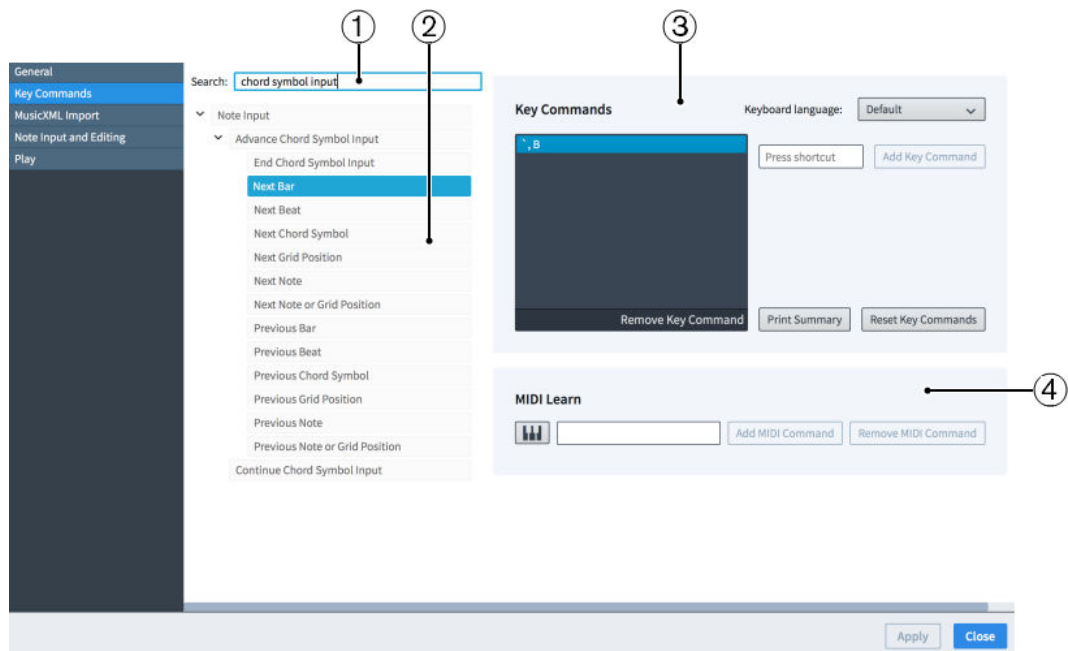 ① ② ③
General
Key Commands
MusicXML Import
Note Input and Editing
Play
Search: chord symbol input
Note Input
Advance Chord Symbol Input
End Chord Symbol Input
Next Bar
Next Beat
Next Chord Symbol
Next Grid Position
Next Note
Next Note or Grid Position
Previous Bar
Previous Beat
Previous Chord Symbol
Previous Grid Position
Previous Note
Previous Note or Grid Position
Continue Chord Symbol Input
Key Commands Keyboard language: Default
`, B
Press shortcut Add Key Command
Remove Key Command Print Summary Reset Key Commands
④
MIDI Learn
Add MIDI Command Remove MIDI Command
Apply Close